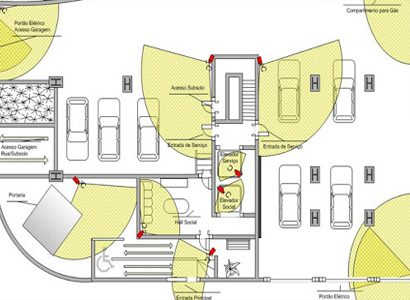 Portão Elétrico
Acesso Garagem
Compartimento para Gás
Acesso Subsolo
Acesso Garagem
Rua/Subsolo
Entrada de Serviço
Entrada de Serviço
Elevador
Serviço
Portaria
Elevador
Social
Hall Social
Entrada Principal
Portão Elétrico